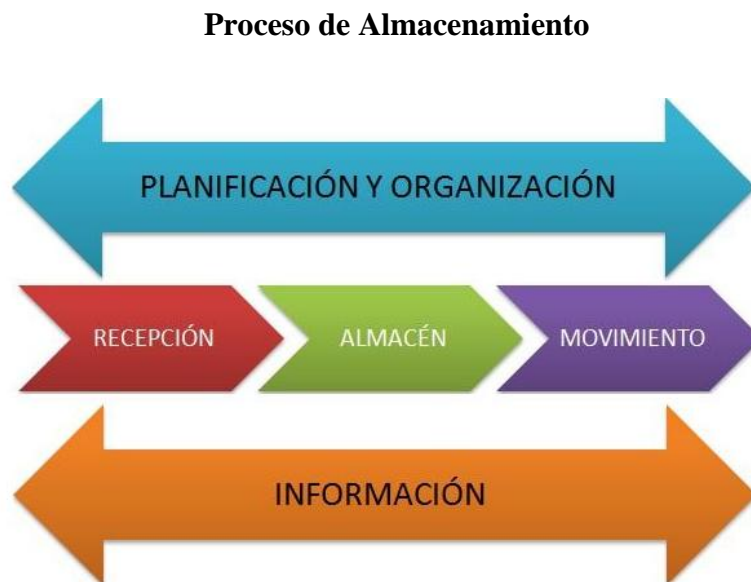 Proceso de Almacenamiento
PLANIFICACIÓN Y ORGANIZACIÓN
RECEPCIÓN
ALMACÉN
MOVIMIENTO
INFORMACIÓN